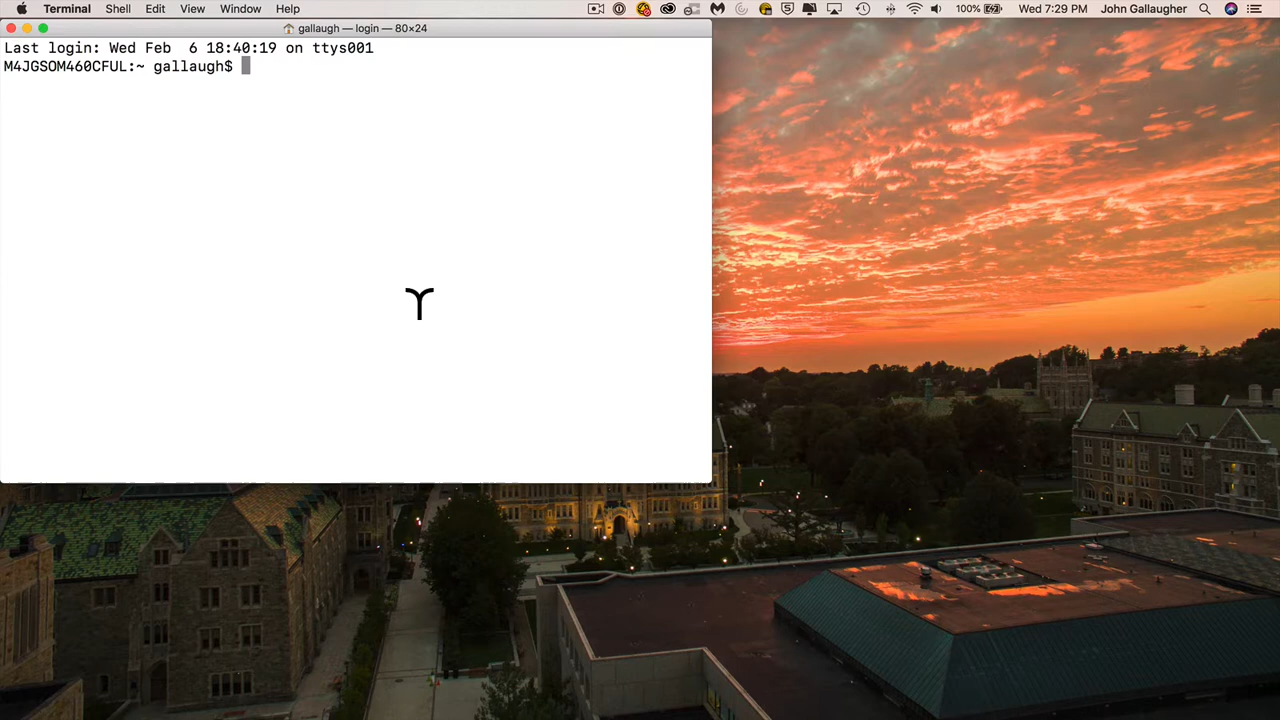 Terminal Shell Edit View Window Help 100% Wed 7:29 PM John Gallaugher
gallaugh — login — 80×24
Last login: Wed Feb  6 18:40:19 on ttys001
M4JGSOM460CFUL:~ gallaugh$